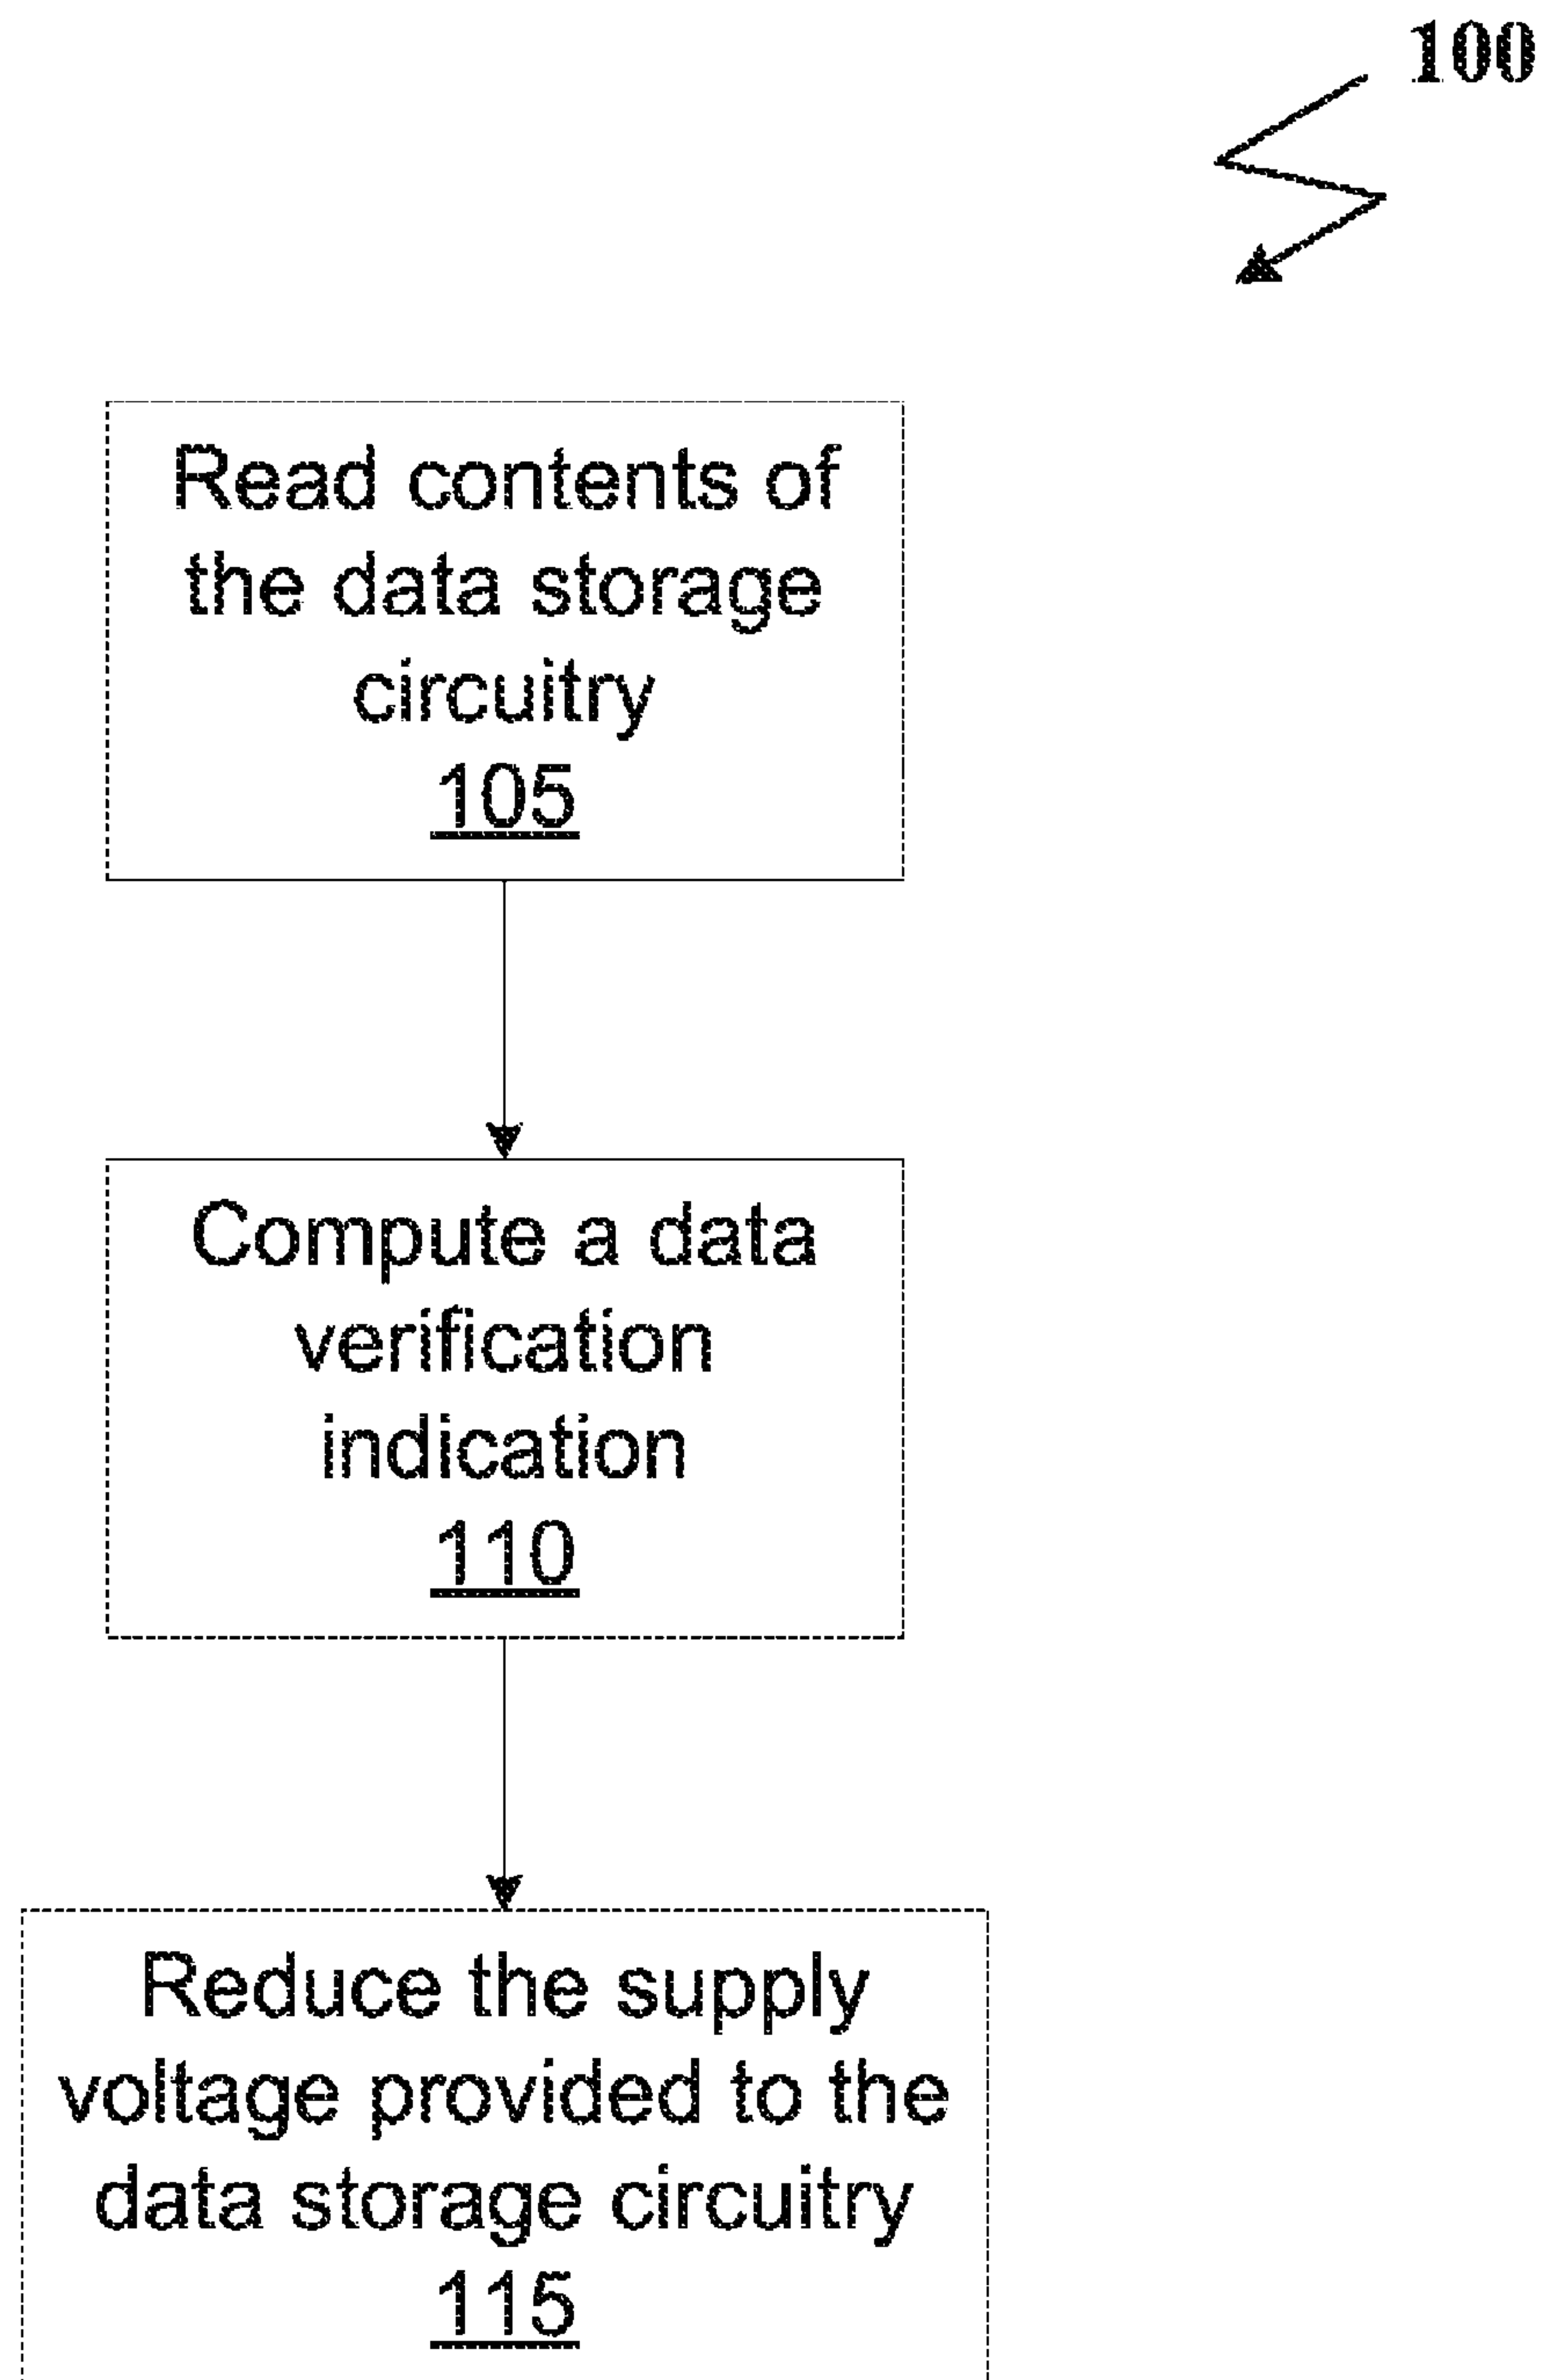 100
Read contents of
the data storage
circuitry
105
Compute a data
verification
indication
110
Reduce the supply
voltage provided to the
data storage circuitry
115